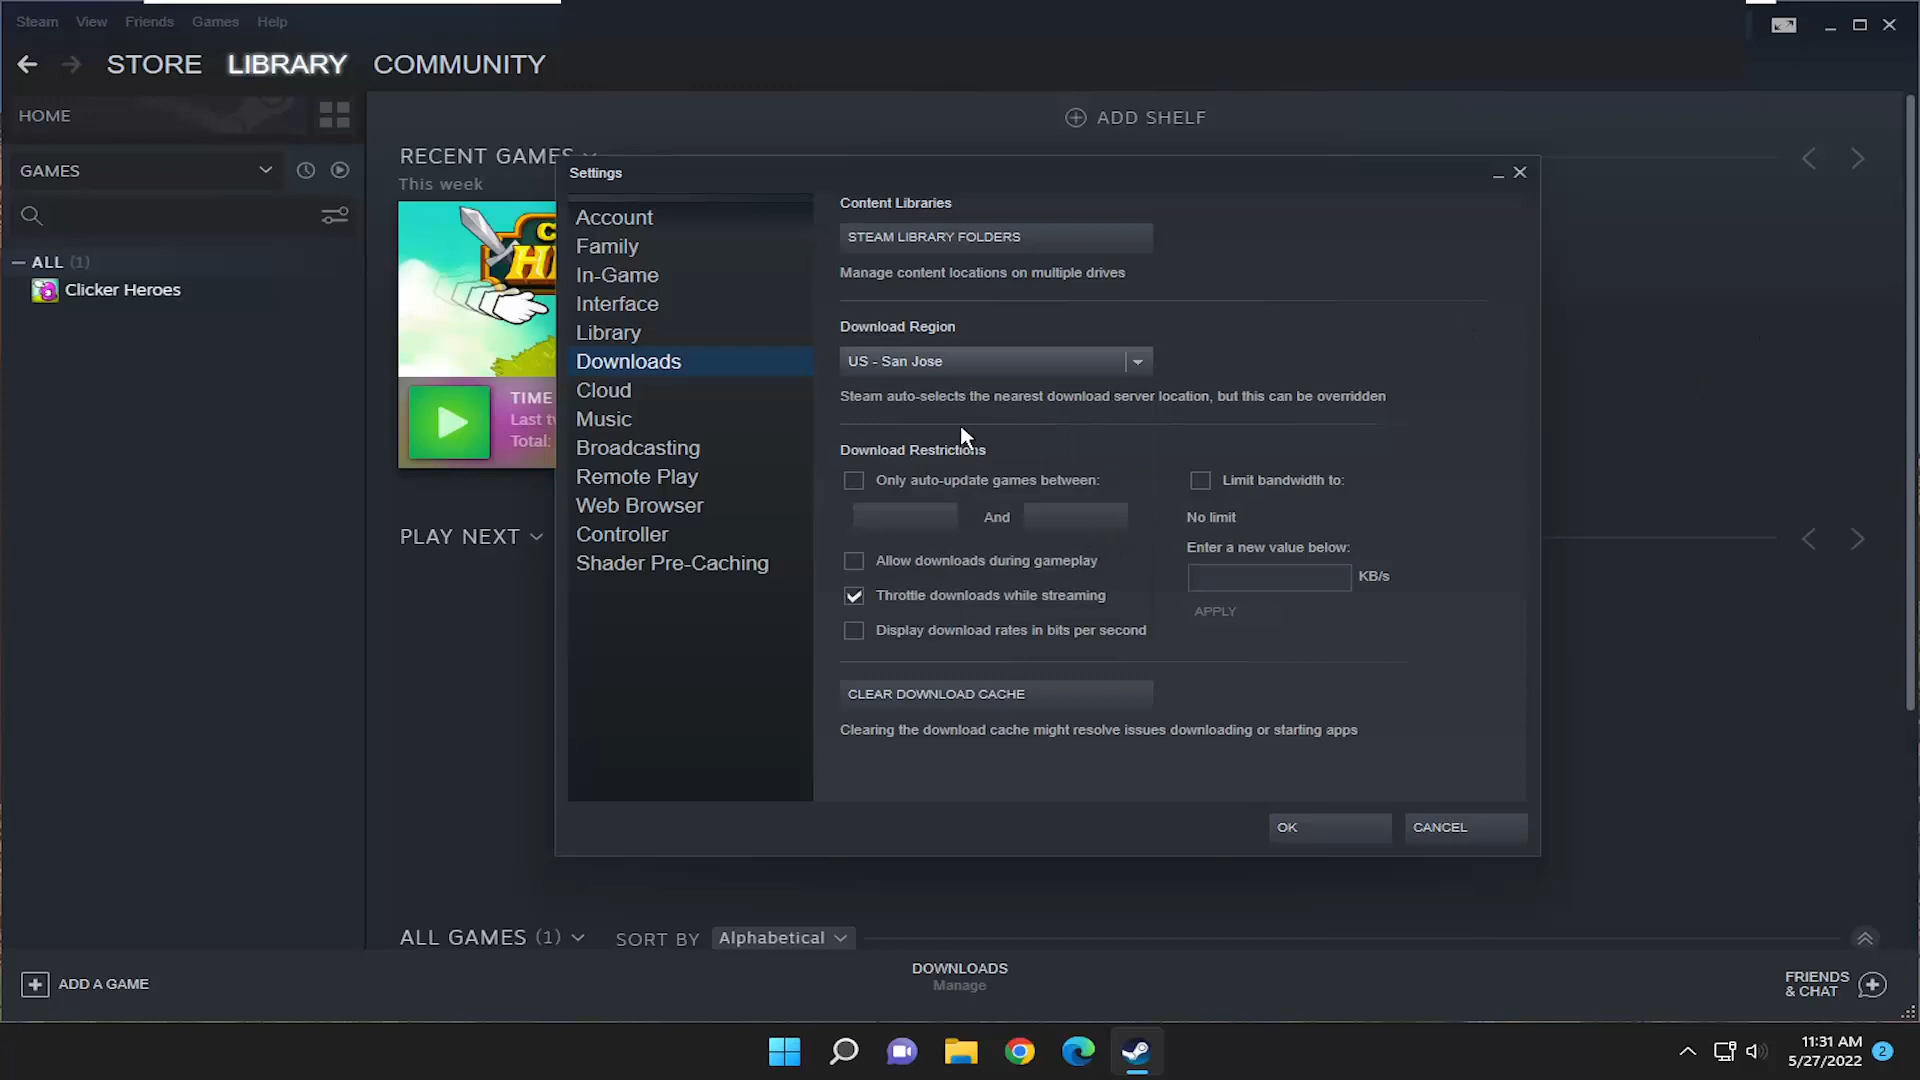 Steam View Friends Games Help
STORE LIBRARY COMMUNITY
HOME
ADD SHELF
GAMES
RECENT GAMES
This week
ALL (1)
Clicker Heroes
TIME
Last
Total:
PLAY NEXT
Settings
Account
Family
In-Game
Interface
Library
Downloads
Cloud
Music
Broadcasting
Remote Play
Web Browser
Controller
Shader Pre-Caching
Content Libraries
STEAM LIBRARY FOLDERS
Manage content locations on multiple drives
Download Region
US - San Jose
Steam auto-selects the nearest download server location, but this can be overridden
Download Restrictions
Only auto-update games between:
And
Allow downloads during gameplay
Throttle downloads while streaming
Display download rates in bits per second
Limit bandwidth to:
No limit
Enter a new value below:
KB/s
APPLY
CLEAR DOWNLOAD CACHE
Clearing the download cache might resolve issues downloading or starting apps
OK CANCEL
ALL GAMES (1) SORT BY Alphabetical
ADD A GAME
DOWNLOADS
Manage
FRIENDS
& CHAT
11:31 AM
5/27/2022
2